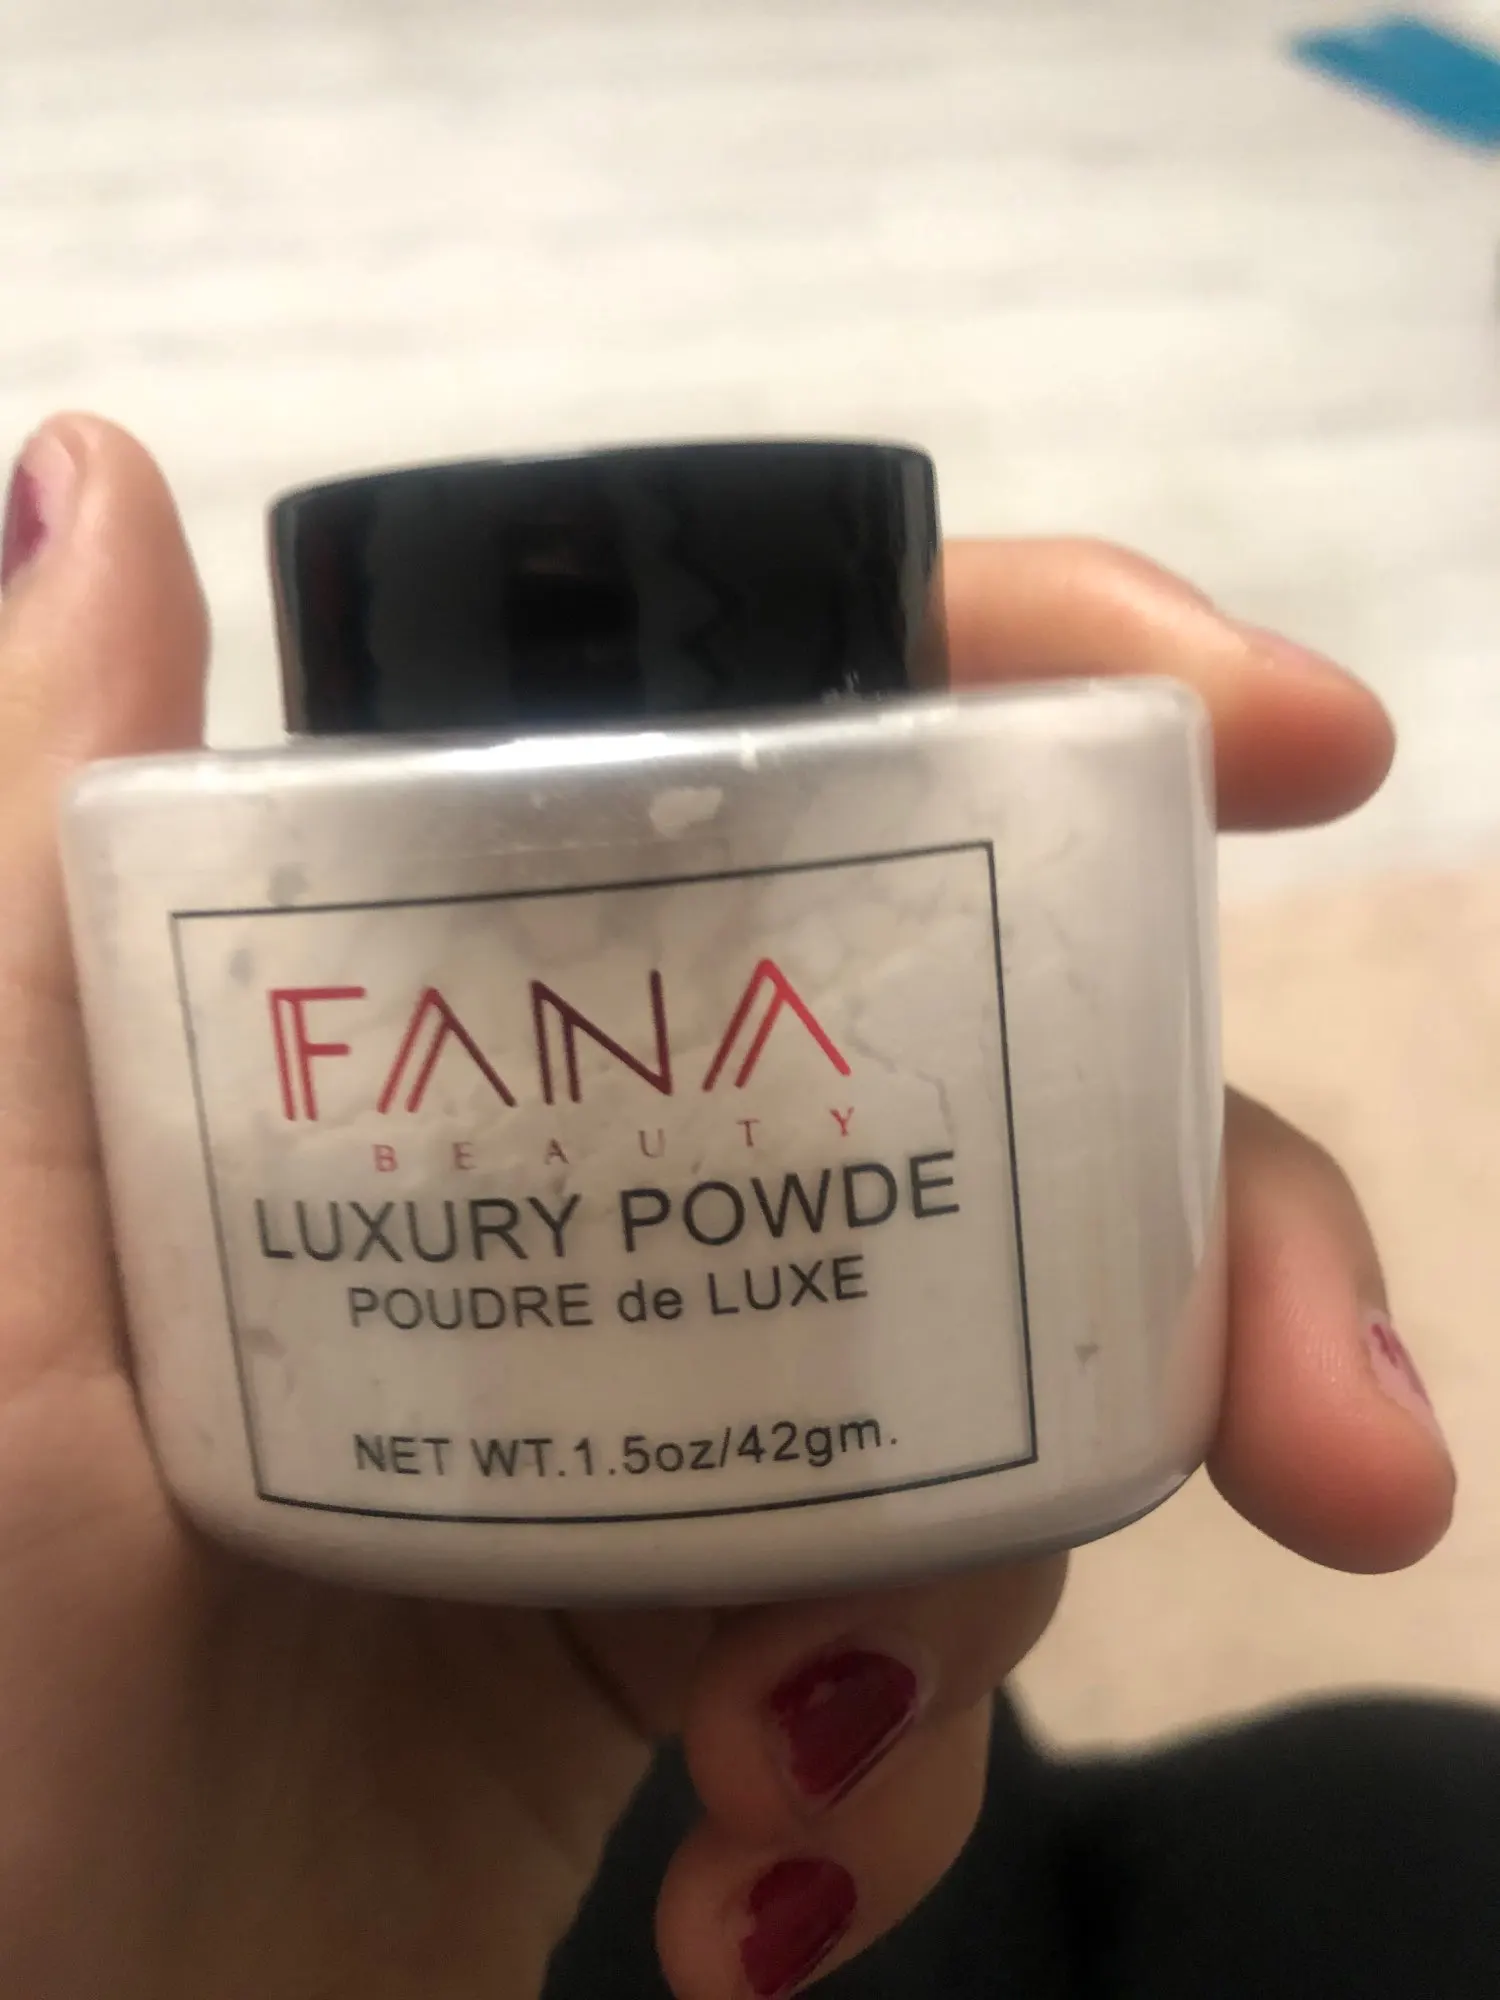 FANA
BEAUTY
LUXURY POWDE
POUDRE de LUXE
NET WT.1.5oz/42gm.